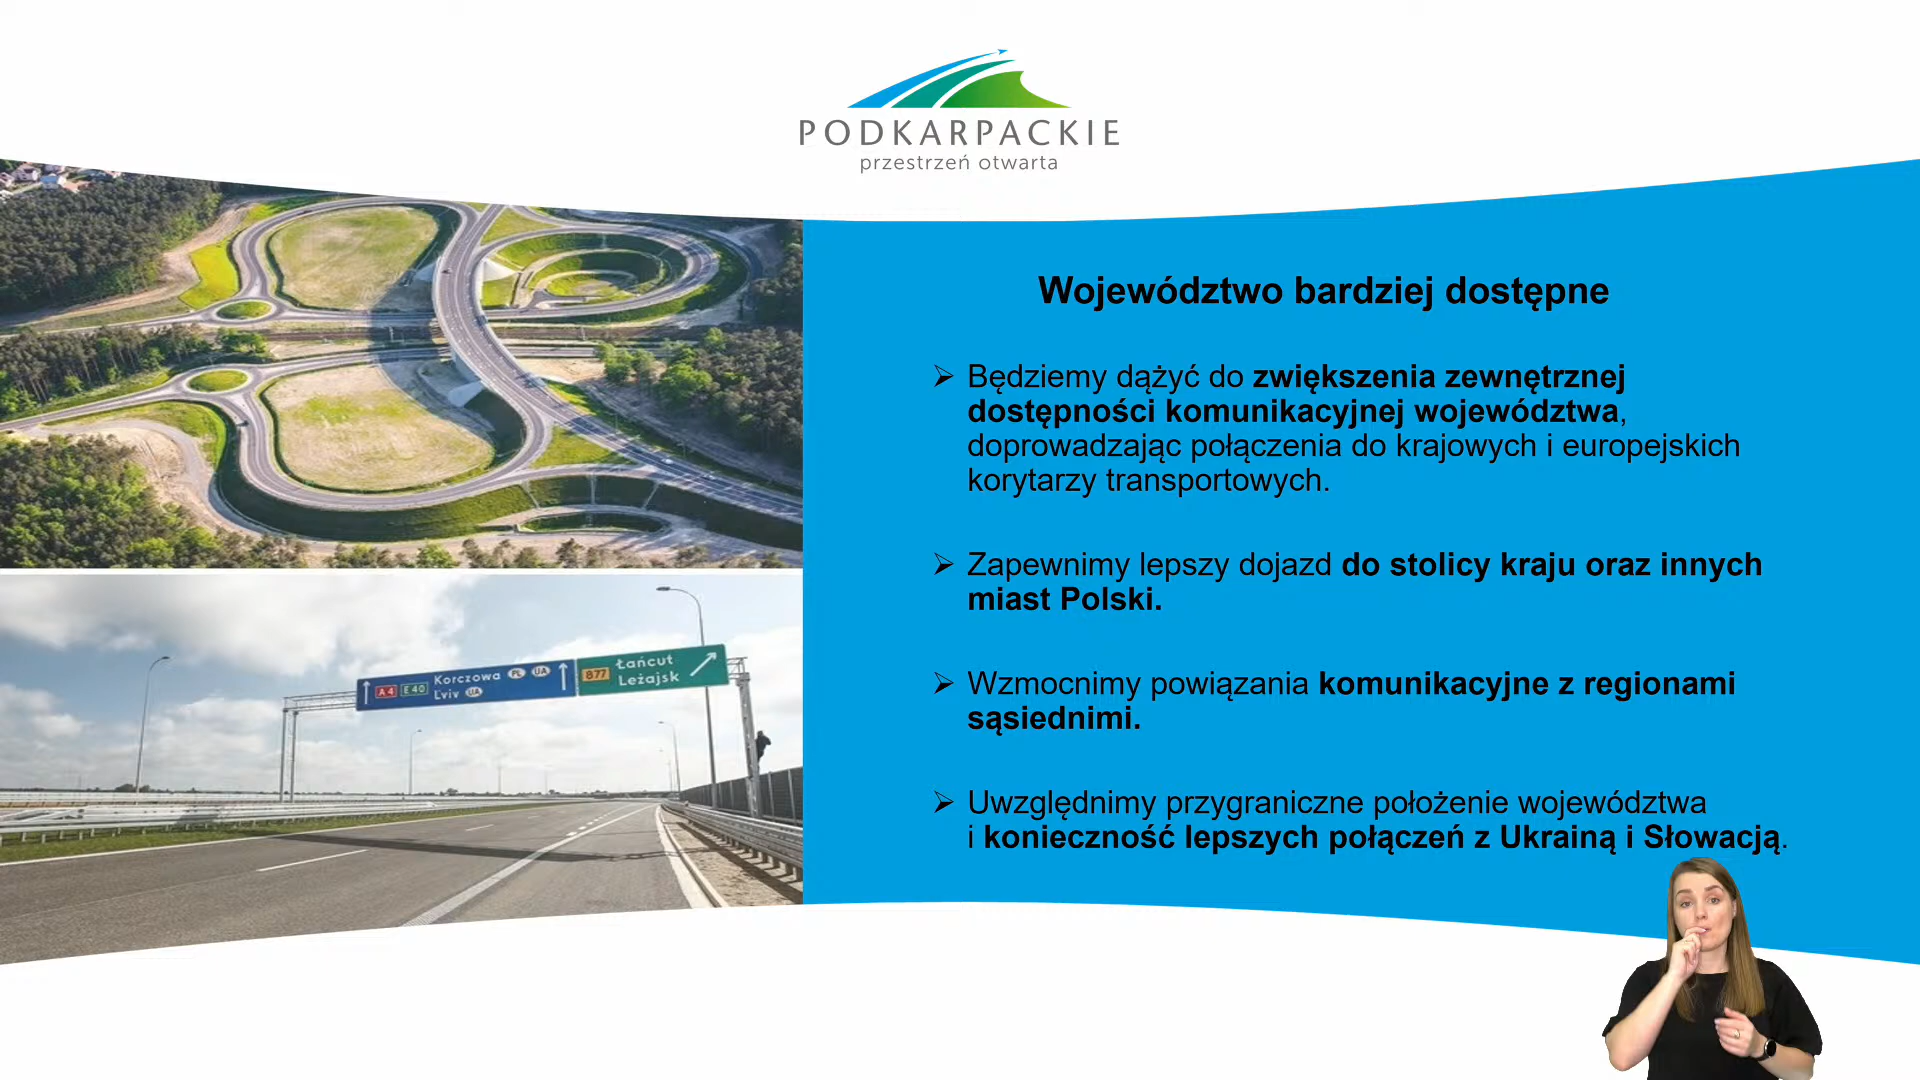 PODKARPACKIE
przestrzeń otwarta
Województwo bardziej dostępne
Będziemy dążyć do zwiększenia zewnętrznej
dostępności komunikacyjnej województwa,
doprowadzając połączenia do krajowych i europejskich
korytarzy transportowych.
Zapewnimy lepszy dojazd do stolicy kraju oraz innych
miast Polski.
Wzmocnimy powiązania komunikacyjne z regionami
sąsiednimi.
Uwzględnimy przygraniczne położenie województwa
i konieczność lepszych połączeń z Ukrainą i Słowacją.
A4 E40 Korczowa PL UA
L'viv UA
877 Łańcut
Leżajsk